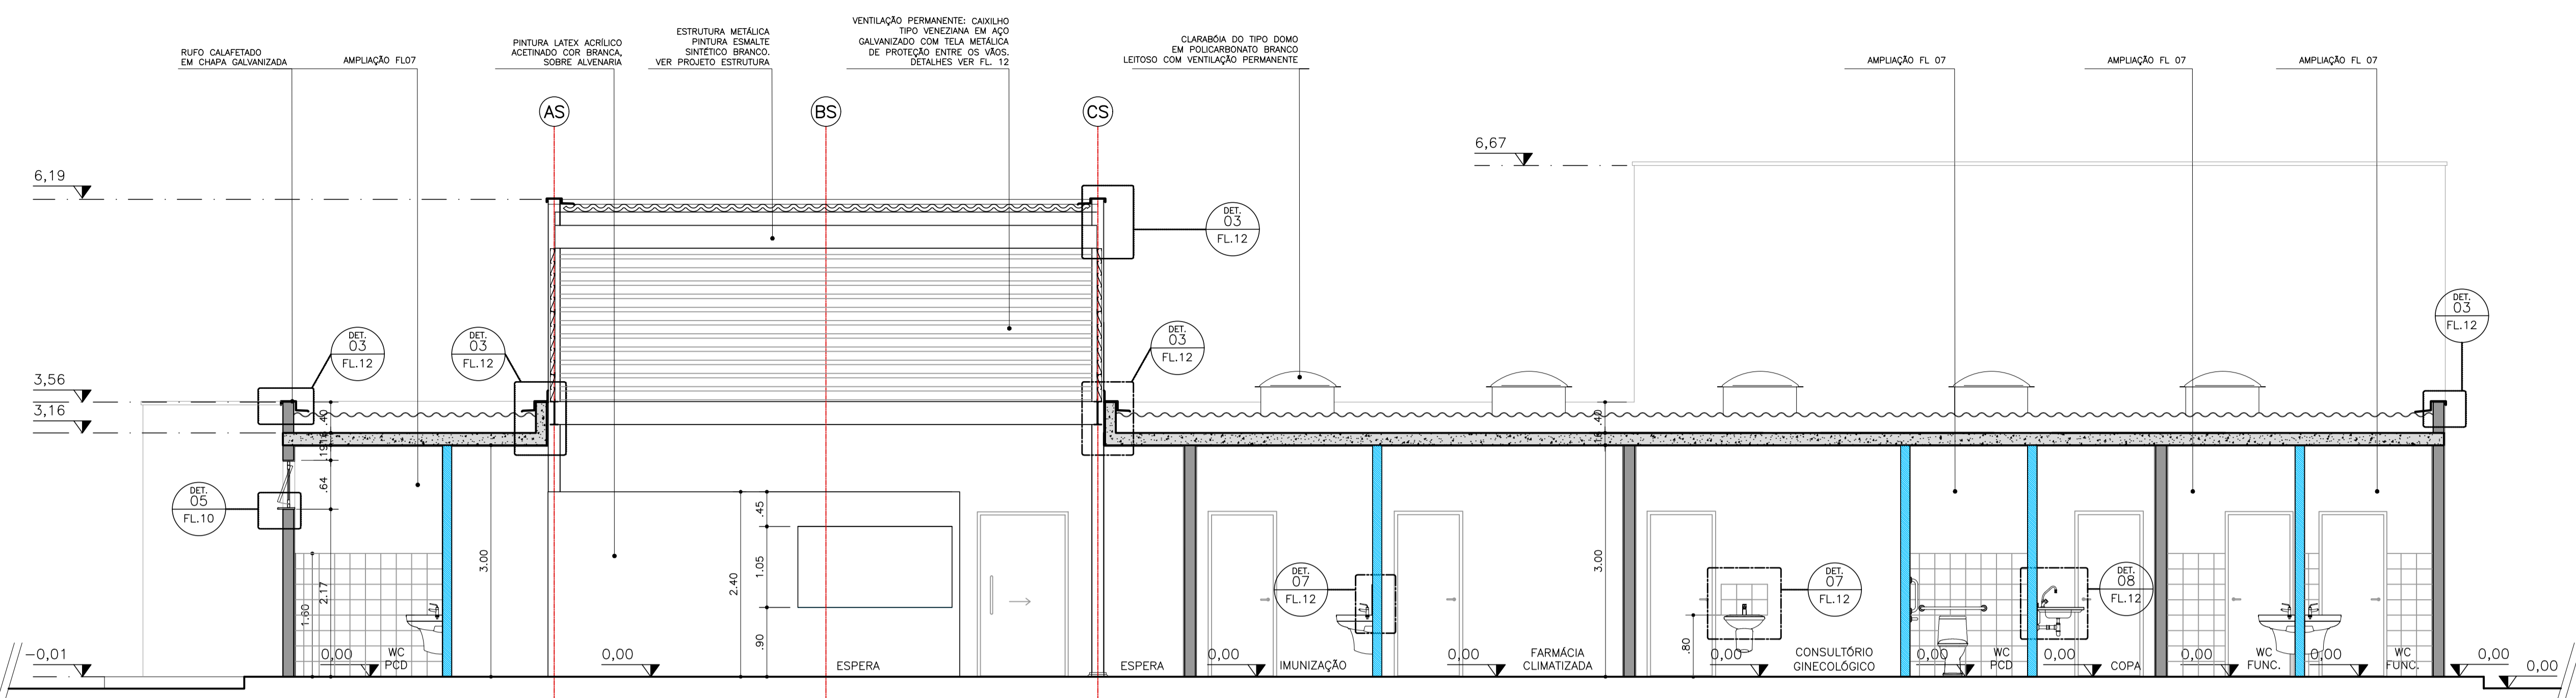 RUFO CALAFETADO
EM CHAPA GALVANIZADA
AMPLIAÇÃO FL07
PINTURA LATEX ACRÍLICO
ACETINADO COR BRANCA,
SOBRE ALVENARIA
ESTRUTURA METÁLICA
PINTURA ESMALTE
SINTÉTICO BRANCO.
VER PROJETO ESTRUTURA
VENTILAÇÃO PERMANENTE: CAIXILHO
TIPO VENEZIANA EM AÇO
GALVANIZADO COM TELA METÁLICA
DE PROTEÇÃO ENTRE OS VÃOS.
DETALHES VER FL. 12
CLARABÓIA DO TIPO DOMO
EM POLICARBONATO BRANCO
LEITOSO COM VENTILAÇÃO PERMANENTE
AMPLIAÇÃO FL 07
AMPLIAÇÃO FL 07
AMPLIAÇÃO FL 07
AS
BS
CS
6,67
6,19
DET.
03
FL.12
DET.
03
FL.12
DET.
03
FL.12
DET.
03
FL.12
DET.
03
FL.12
3,56
3,16
.40
.40
.64
DET.
05
FL.10
.45
1.05
.90
2.40
3.00
3.00
2.17
1.60
.80
DET.
07
FL.12
DET.
07
FL.12
DET.
08
FL.12
-0,01
0,00
WC
PCD
0,00
ESPERA
ESPERA
0,00
IMUNIZAÇÃO
0,00
FARMÁCIA
CLIMATIZADA
0,00
CONSULTÓRIO
GINECOLÓGICO
0,00
WC
PCD
0,00
COPA
0,00
WC
FUNC.
0,00
WC
FUNC.
0,00
0,00